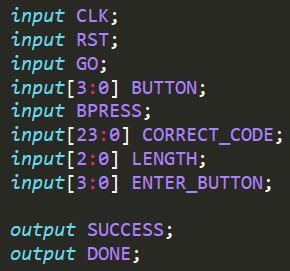 input CLK;
input RST;
input GO;
input[3:0] BUTTON;
input BPRESS;
input[23:0] CORRECT_CODE;
input[2:0] LENGTH;
input[3:0] ENTER_BUTTON;
output SUCCESS;
output DONE;